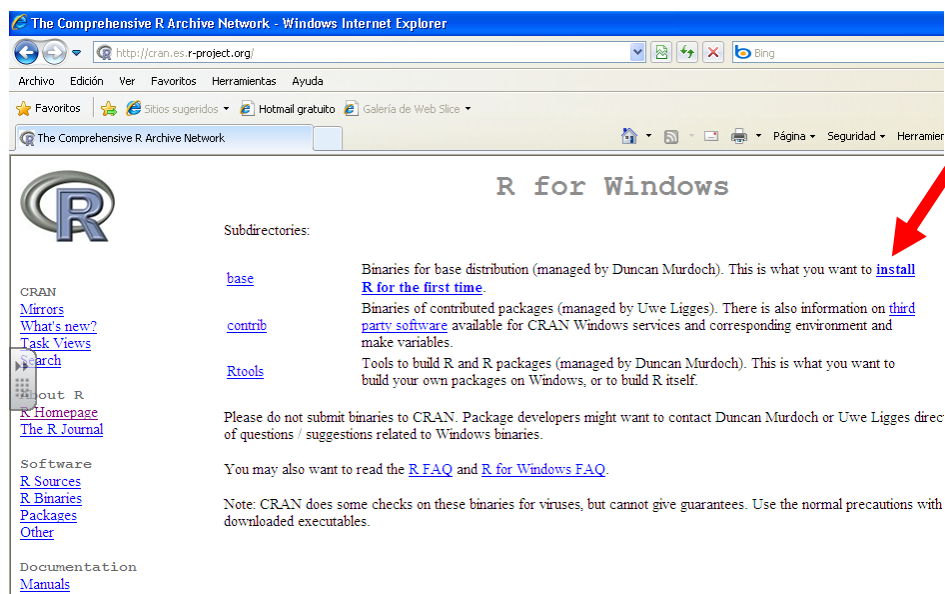 The Comprehensive R Archive Network - Windows Internet Explorer
http://cran.es.r-project.org/
Bing
Archivo Edición Ver Favoritos Herramientas Ayuda
Favoritos Sitios sugeridos Hotmail gratuito Galería de Web Slice
The Comprehensive R Archive Network
Página Seguridad Herramien
R
R for Windows
Subdirectories:
base
Binaries for base distribution (managed by Duncan Murdoch). This is what you want to install
R for the first time.
contrib
Binaries of contributed packages (managed by Uwe Ligges). There is also information on third
party software available for CRAN Windows services and corresponding environment and
make variables.
Rtools
Tools to build R and R packages (managed by Duncan Murdoch). This is what you want to
build your own packages on Windows, or to build R itself.
Please do not submit binaries to CRAN. Package developers might want to contact Duncan Murdoch or Uwe Ligges direc
of questions / suggestions related to Windows binaries.
You may also want to read the R FAQ and R for Windows FAQ.
Note: CRAN does some checks on these binaries for viruses, but cannot give guarantees. Use the normal precautions with
downloaded executables.
CRAN
Mirrors
What's new?
Task Views
Search
About R
R Homepage
The R Journal
Software
R Sources
R Binaries
Packages
Other
Documentation
Manuals